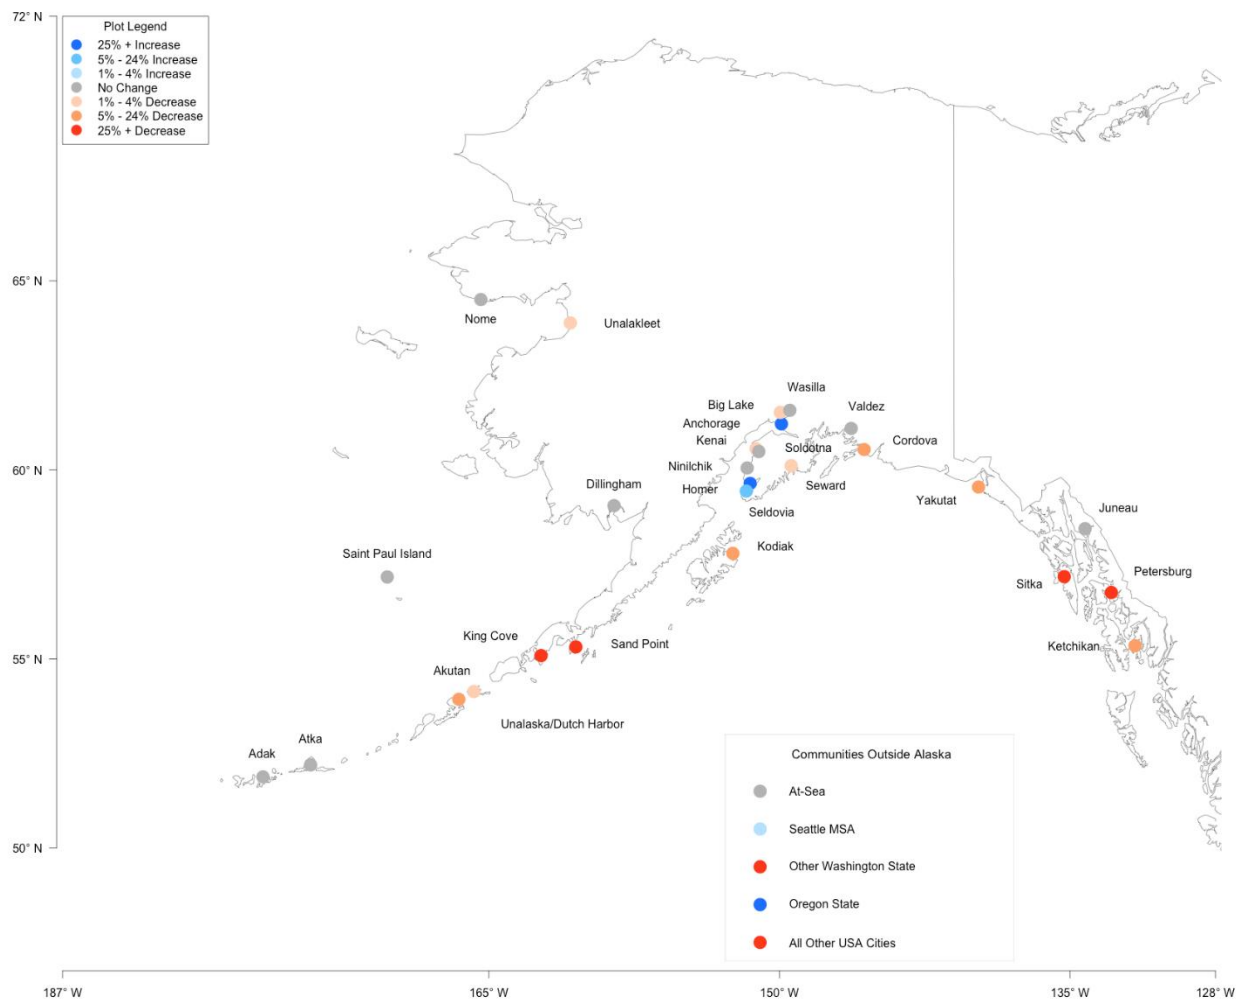 72° N
Plot Legend
25% + Increase
5% - 24% Increase
1% - 4% Increase
No Change
1% - 4% Decrease
5% - 24% Decrease
25% + Decrease
65° N
Nome
Unalakleet
Wasilla
Big Lake
Valdez
Anchorage
Kenai
Soldotna
Cordova
60° N
Ninilchik
Dillingham
Homer
Seward
Yakutat
Seldovia
Juneau
Saint Paul Island
Kodiak
Petersburg
Sitka
King Cove
Sand Point
Ketchikan
55° N
Akutan
Unalaska/Dutch Harbor
Atka
Adak
Communities Outside Alaska
At-Sea
Seattle MSA
50° N
Other Washington State
Oregon State
All Other USA Cities
187° W
165° W
150° W
135° W
128° W